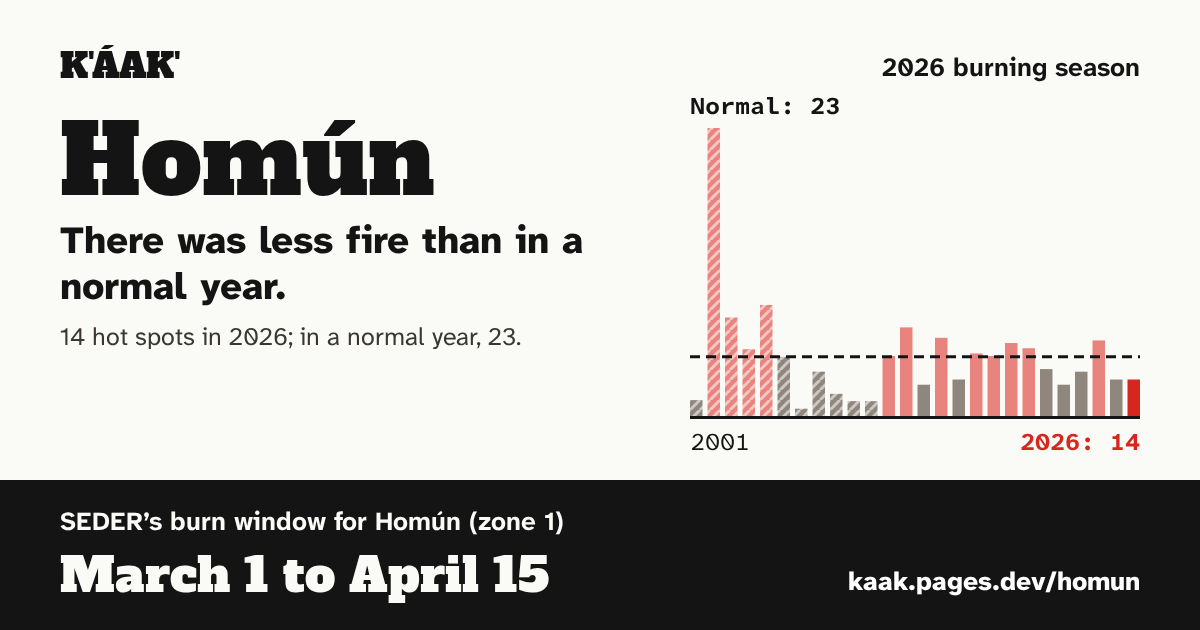 K'ÁAK'
2026 burning season
Homún
There was less fire than in a
normal year.
14 hot spots in 2026; in a normal year, 23.
Normal: 23
2001
2026: 14
SEDER’s burn window for Homún (zone 1)
March 1 to April 15
kaak.pages.dev/homun